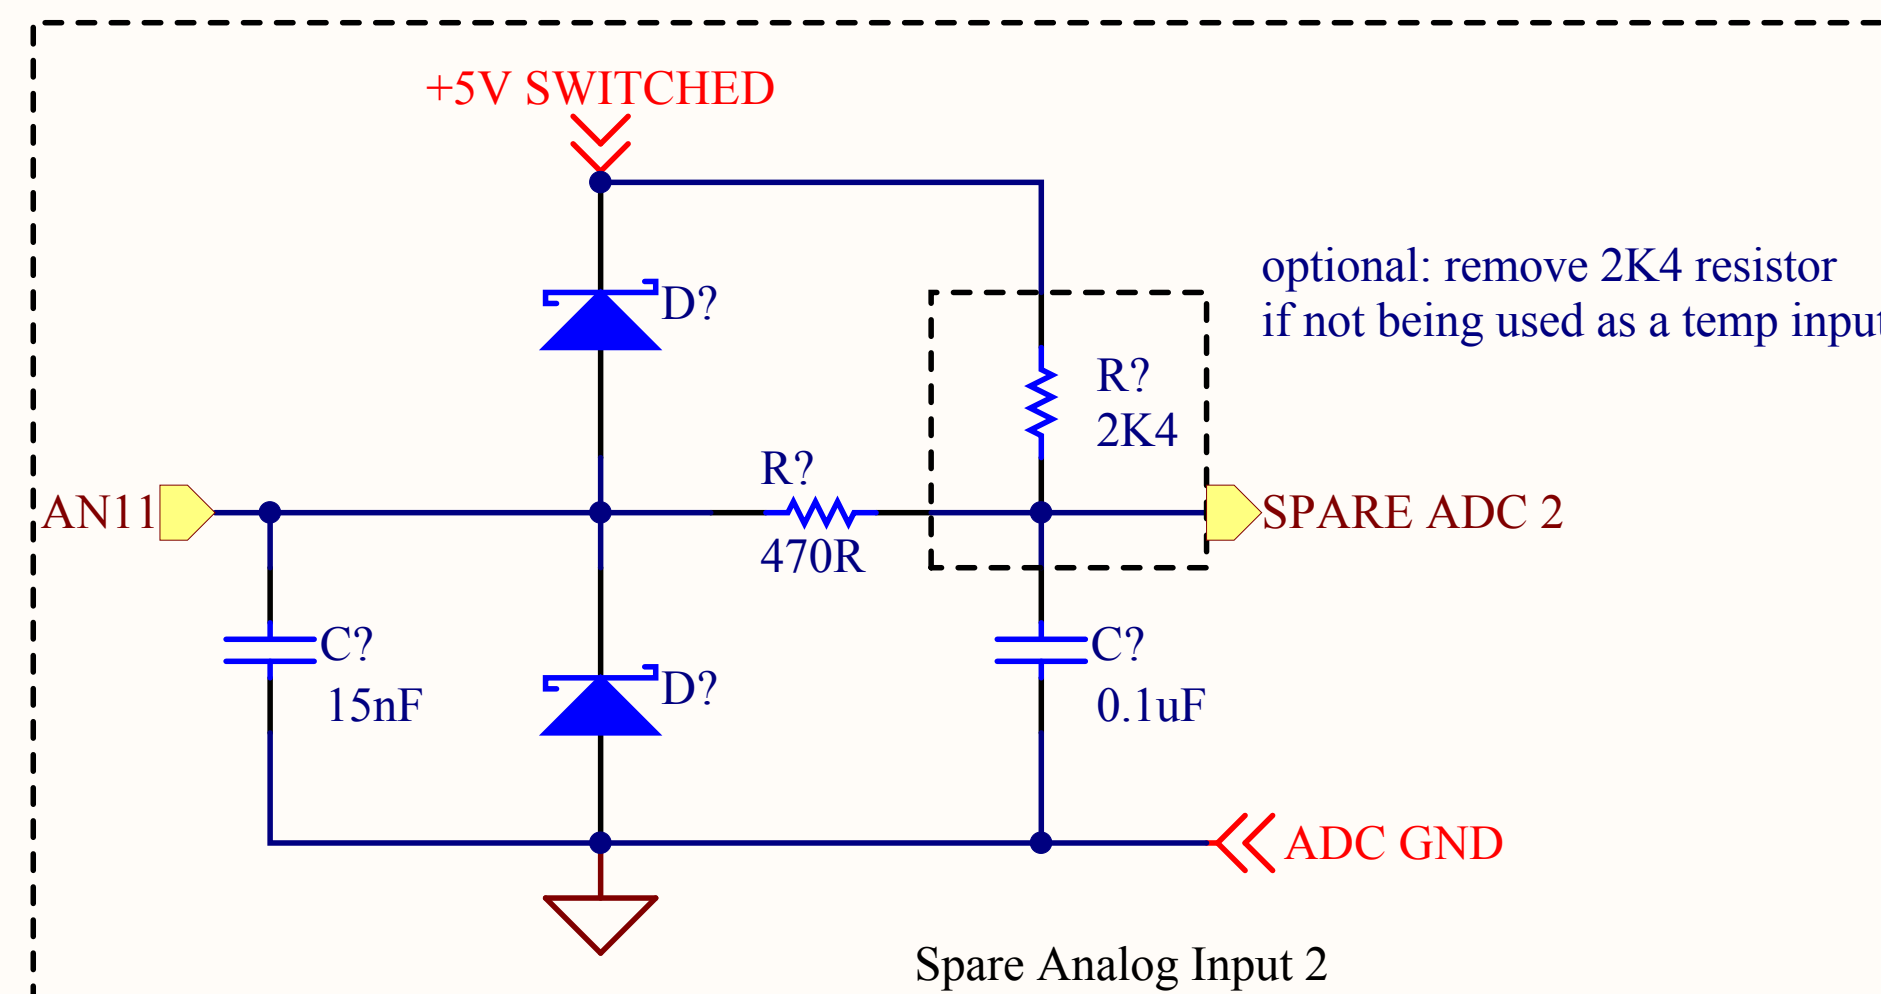 +5V SWITCHED
D?
optional: remove 2K4 resistor
if not being used as a temp input
R?
2K4
R?
AN11
SPARE ADC 2
470R
C?
15nF
D?
C?
0.1uF
ADC GND
Spare Analog Input 2